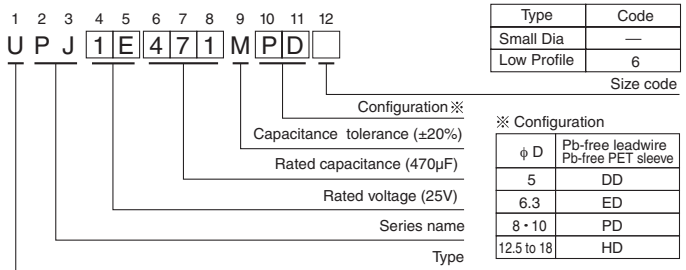 1 2 3 4 5 6 7 8 9 10 11 12
U P J 1 E 4 7 1 M P D
Type Code
Small Dia —
Low Profile 6
Size code
Configuration※
Capacitance tolerance (±20%)
Rated capacitance (470µF)
Rated voltage (25V)
Series name
Type
※ Configuration
φ D Pb-free leadwire
Pb-free PET sleeve
5 DD
6.3 ED
8・10 PD
12.5 to 18 HD